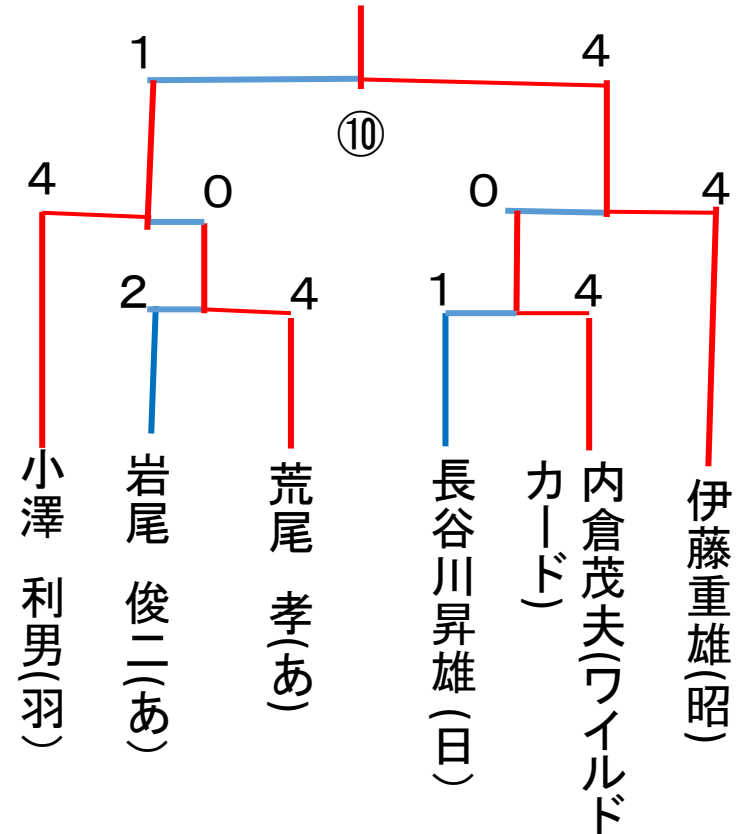 1
4
⑩
4
0
0
4
2
4
1
4
小澤 利男(羽)
岩尾 俊二(あ)
荒尾 孝(あ)
長谷川昇雄(日)
内倉茂夫(ワイルド
カード)
伊藤重雄(昭)